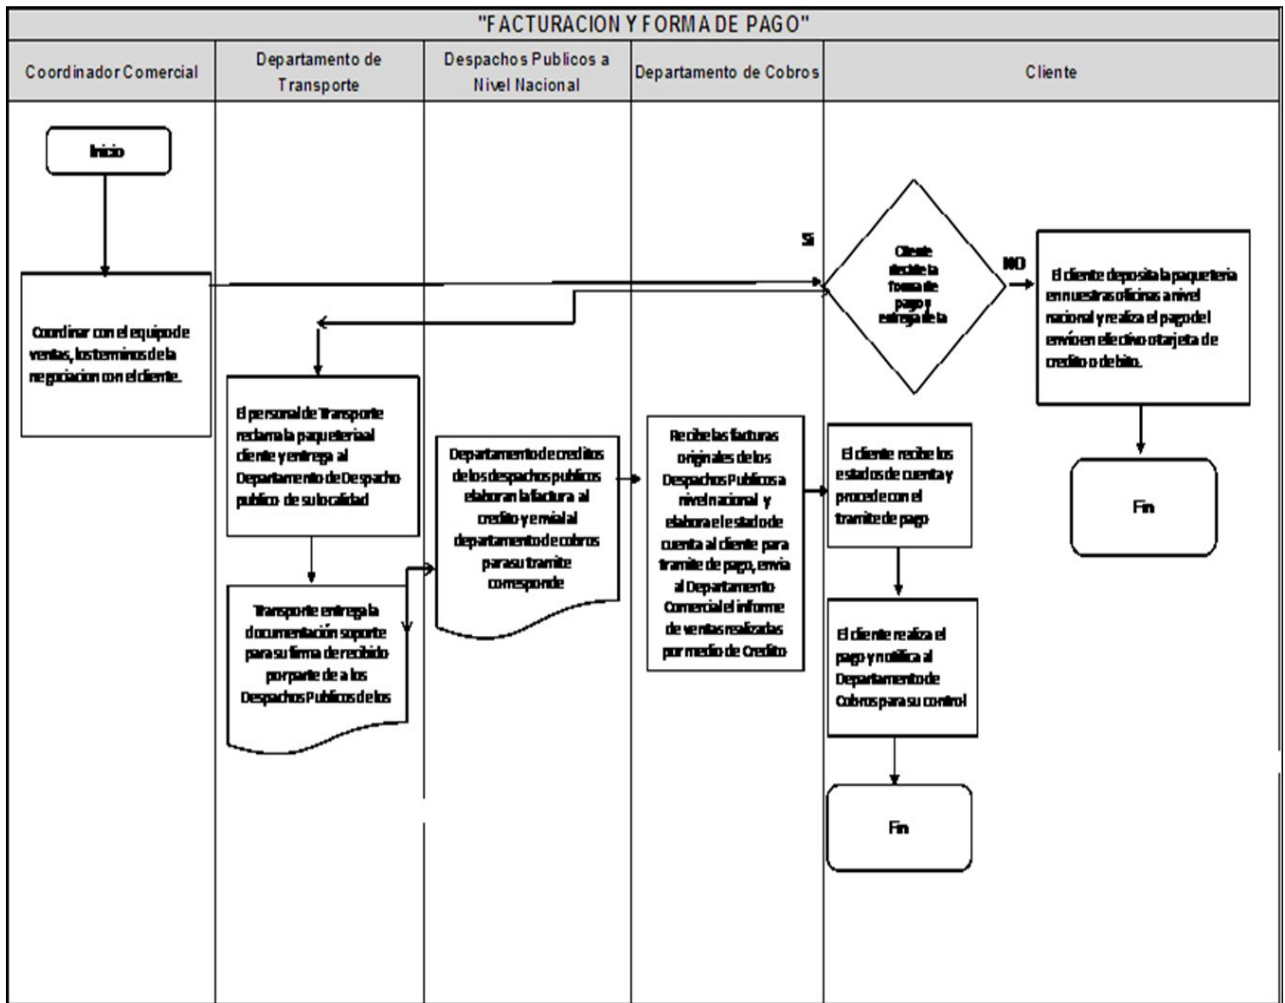 "FACTURACION Y FORMA DE PAGO"
Coordinador Comercial
Departamento de
Transporte
Despachos Publicos a
Nivel Nacional
Departamento de Cobros
Cliente
Inicio
Coordinar con el equipo de
ventas, los terminos de la
negociacion con el cliente.
Si
Cliente
decide la
forma de
pago y
entrega de la
NO
El cliente deposita la paqueteria
en nuestras oficinas a nivel
nacional y realiza el pago del
envío en efectivo o tarjeta de
credito o debito.
Fin
El personal de Transporte
reclama la paqueteria al
cliente y entrega al
Departamento de Despacho
publico de su localidad
Transporte entrega la
documentación soporte
para su firma de recibido
por parte de a los
Despachos Publicos de los
Departamento de creditos
de los despachos publicos
elaboran la factura al
credito y envia al
departamento de cobros
para su tramite
corresponde
Recibe las facturas
originales de los
Despachos Publicos a
nivel nacional y
elabora el estado de
cuenta al cliente para
tramite de pago, envia
al Departamento
Comercial el informe
de ventas realizadas
por medio de Credito
El cliente recibe los
estados de cuenta y
procede con el
tramite de pago
El cliente realiza el
pago y notifica al
Departamento de
Cobros para su control
Fin